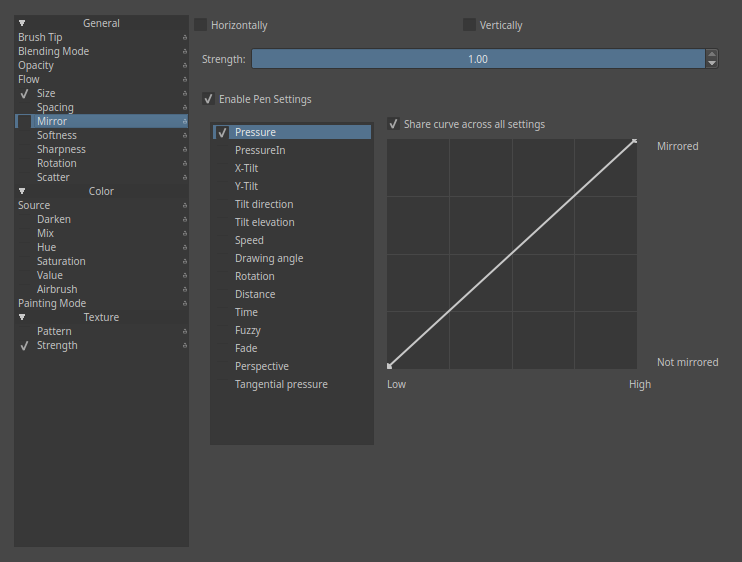 General
Brush Tip
Blending Mode
Opacity
Flow
Size
Spacing
Mirror
Softness
Sharpness
Rotation
Scatter
Color
Source
Darken
Mix
Hue
Saturation
Value
Airbrush
Painting Mode
Texture
Pattern
Strength
Horizontally
Vertically
Strength: 1.00
Enable Pen Settings
Pressure
PressureIn
X-Tilt
Y-Tilt
Tilt direction
Tilt elevation
Speed
Drawing angle
Rotation
Distance
Time
Fuzzy
Fade
Perspective
Tangential pressure
Share curve across all settings
Mirrored
Not mirrored
Low High